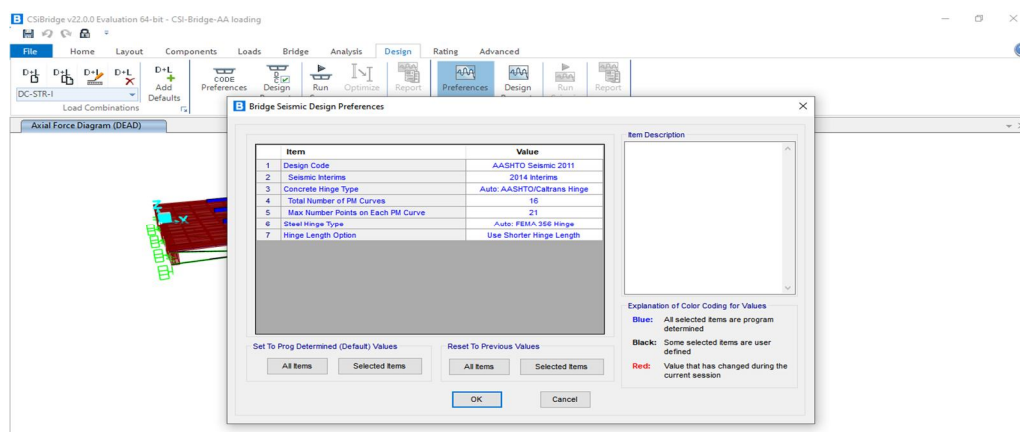 CSiBridge v22.0.0 Evaluation 64-bit - CSI-Bridge-AA loading
File Home Layout Components Loads Bridge Analysis Design Rating Advanced
D+L D+L D+L D+L D+L
Add Defaults
CODE Preferences
Design
Run
Optimize
Report
Preferences
Design
Run
Report
DC-STR-I
Load Combinations
Axial Force Diagram (DEAD)
Bridge Seismic Design Preferences
Item Value
1 Design Code AASHTO Seismic 2011
2 Seismic Interims 2014 Interims
3 Concrete Hinge Type Auto: AASHTO/Caltrans Hinge
4 Total Number of PM Curves 16
5 Max Number Points on Each PM Curve 21
6 Steel Hinge Type Auto: FEMA 356 Hinge
7 Hinge Length Option Use Shorter Hinge Length
Item Description
Explanation of Color Coding for Values
Blue: All selected items are program
determined
Black: Some selected items are user
defined
Red: Value that has changed during the
current session
Set To Prog Determined (Default) Values
All Items Selected Items
Reset To Previous Values
All Items Selected Items
OK Cancel